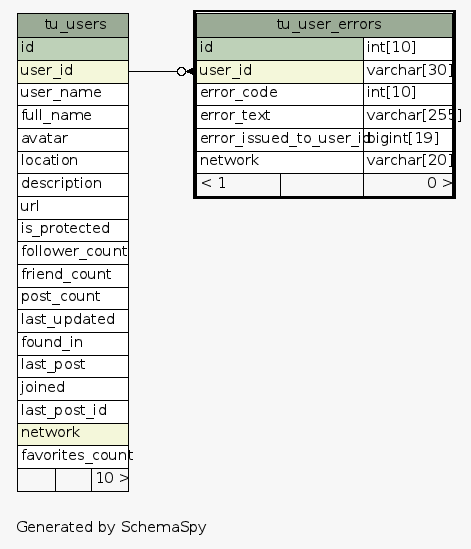 tu_users
id
user_id
user_name
full_name
avatar
location
description
url
is_protected
follower_count
friend_count
post_count
last_updated
found_in
last_post
joined
last_post_id
network
favorites_count
10 >
tu_user_errors
id int[10]
user_id varchar[30]
error_code int[10]
error_text varchar[255]
error_issued_to_user_id bigint[19]
network varchar[20]
< 1 0 >
Generated by SchemaSpy